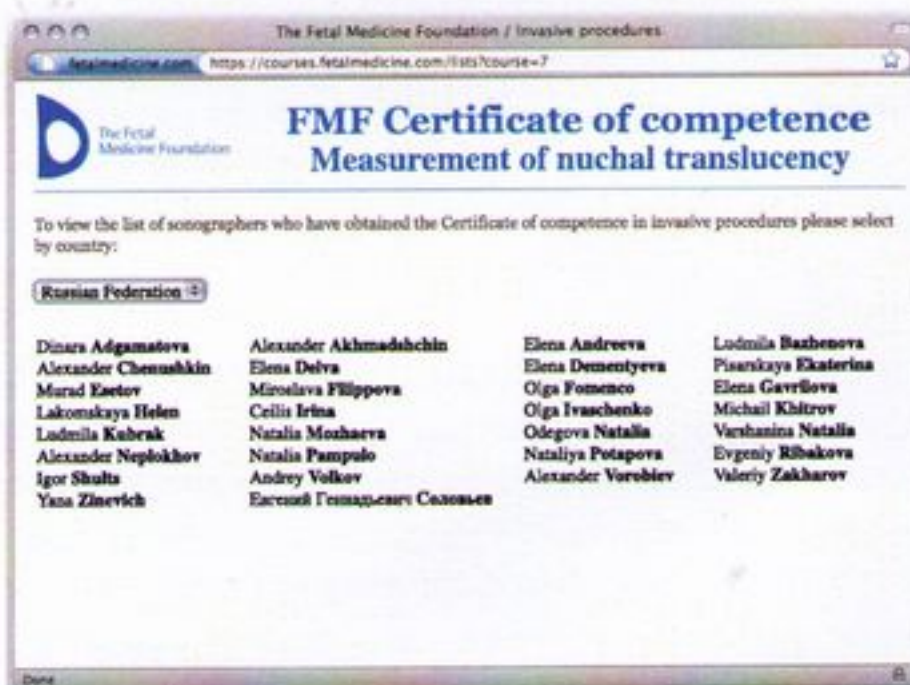 The Fetal Medicine Foundation / Invasive procedures
fetalmedicine.com https://courses.fetalmedicine.com/lists?course=7
The Fetal
Medicine Foundation
FMF Certificate of competence
Measurement of nuchal translucency
To view the list of sonographers who have obtained the Certificate of competence in invasive procedures please select
by country:
Russian Federation
Dinara Adgamatova Alexander Akhmadshchin Elena Andreeva Ludmila Bazhenova
Alexander Chenushkin Elena Delva Elena Dementyeva Pisarskaya Ekaterina
Murad Esetov Miroslava Filippova Olga Fomenco Elena Gavrilova
Lakomskaya Helen Ceilis Irina Olga Ivaschenko Michail Khitrov
Ludmila Kubrak Natalia Mozhaeva Odegova Natalia Varshanina Natalia
Alexander Neplokhov Natalia Pampulo Nataliya Potapova Evgeniy Ribakova
Igor Shults Andrey Volkov Alexander Vorobiev Valeriy Zakharov
Yana Zinevich Евгений Геннадьевич Соловьев
Done